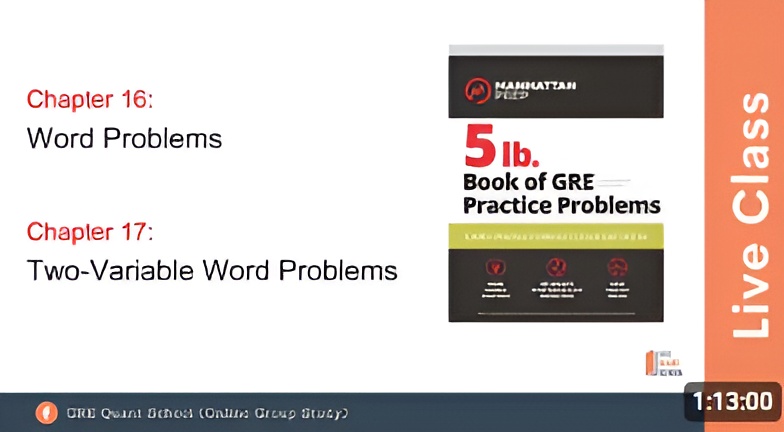 Chapter 16:
Word Problems
Chapter 17:
Two-Variable Word Problems
MANHATTAN
PREP
5 lb.
Book of GRE
Practice Problems
Live Class
GRE Quant School (Online Group Study)
1:13:00